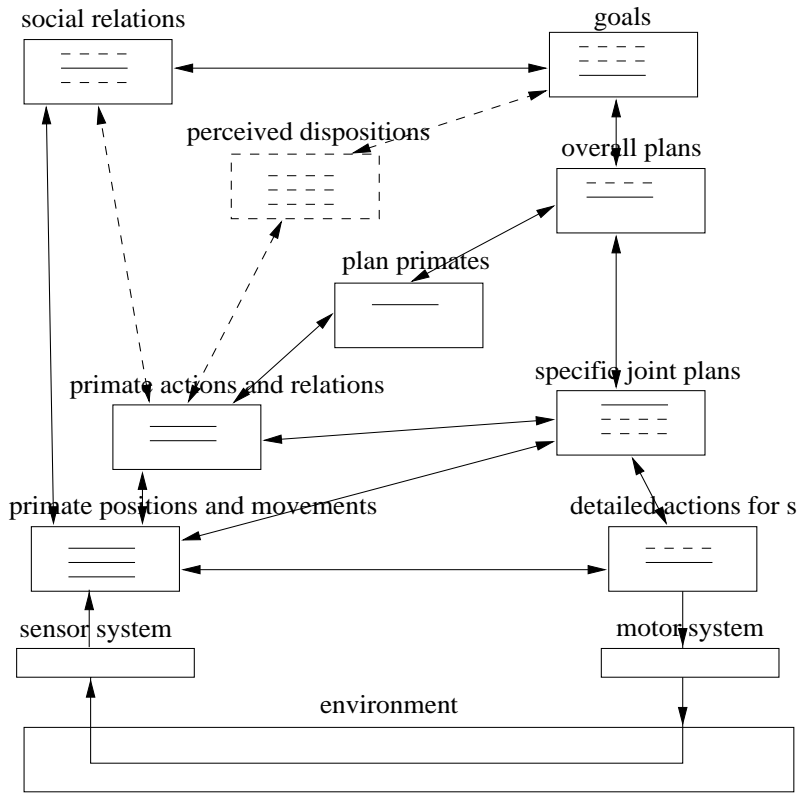 social relations
goals
perceived dispositions
overall plans
plan primates
specific joint plans
primate actions and relations
primate positions and movements
detailed actions for s
sensor system
motor system
environment